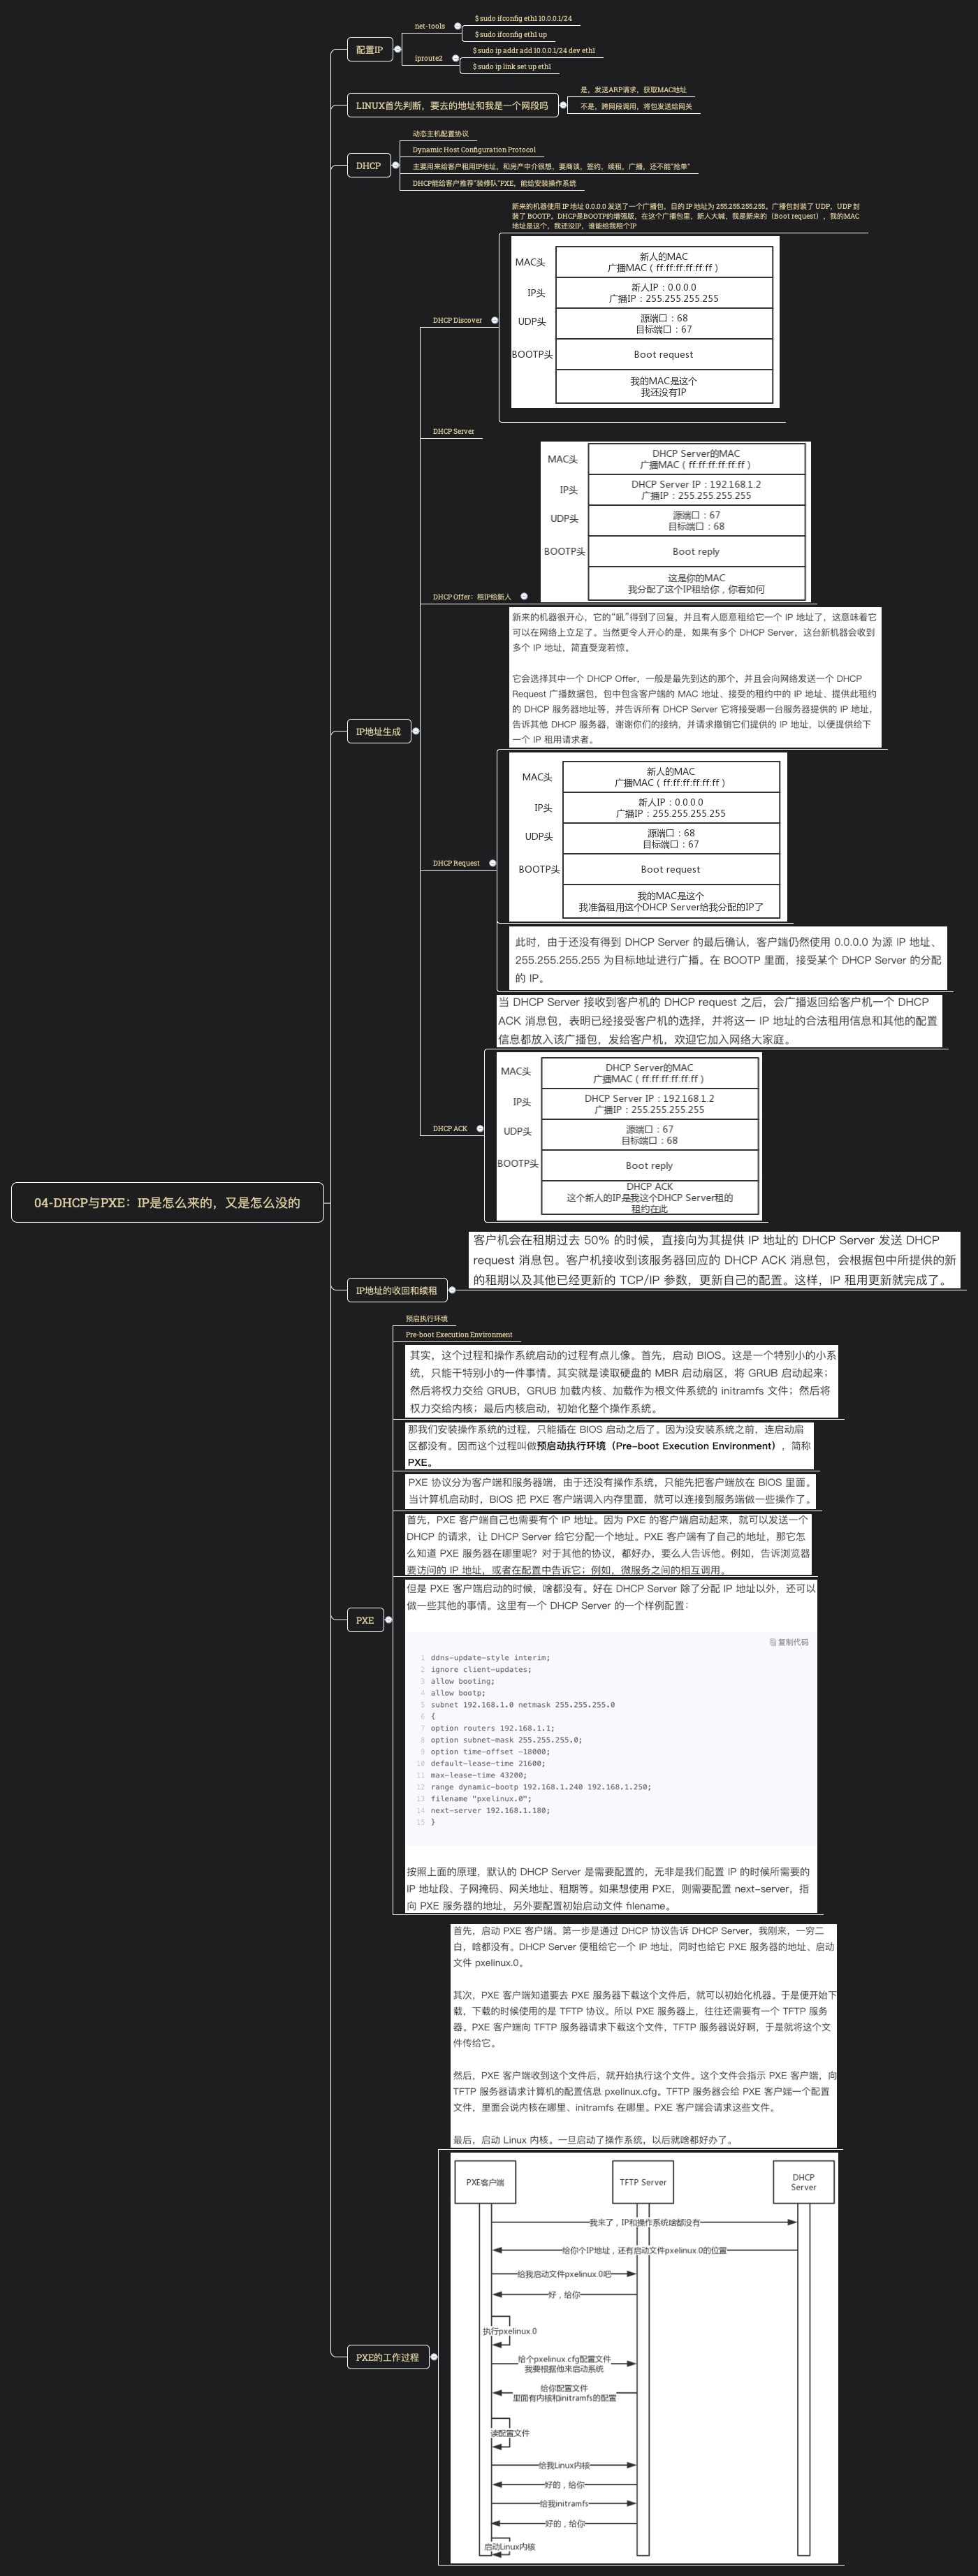 04-DHCP与PXE：IP是怎么来的，又是怎么没的
配置IP
net-tools
$ sudo ifconfig eth1 10.0.0.1/24
$ sudo ifconfig eth1 up
iproute2
$ sudo ip addr add 10.0.0.1/24 dev eth1
$ sudo ip link set up eth1
LINUX首先判断，要去的地址和我是一个网段吗
是，发送ARP请求，获取MAC地址
不是，跨网段调用，将包发送给网关
DHCP
动态主机配置协议
Dynamic Host Configuration Protocol
主要用来给客户租用IP地址，和房产中介很想，要商谈，签约，续租，广播，还不能"抢单"
DHCP能给客户推荐"装修队"PXE，能给安装操作系统
IP地址生成
DHCP Discover
新来的机器使用 IP 地址 0.0.0.0 发送了一个广播包，目的 IP 地址为 255.255.255.255。广播包封装了 UDP，UDP 封
装了 BOOTP。DHCP是BOOTP的增强版，在这个广播包里，新人大喊，我是新来的（Boot request），我的MAC
地址是这个，我还没IP，谁能给我租个IP
MAC头
新人的MAC
广播MAC（ff:ff:ff:ff:ff:ff）
IP头
新人IP：0.0.0.0
广播IP：255.255.255.255
UDP头
源端口：68
目标端口：67
BOOTP头
Boot request
我的MAC是这个
我还没有IP
DHCP Server
DHCP Offer：租IP给新人
MAC头
DHCP Server的MAC
广播MAC（ff:ff:ff:ff:ff:ff）
IP头
DHCP Server IP：192.168.1.2
广播IP：255.255.255.255
UDP头
源端口：67
目标端口：68
BOOTP头
Boot reply
这是你的MAC
我分配了这个IP租给你，你看如何
新来的机器很开心，它的“吼”得到了回复，并且有人愿意租给它一个 IP 地址了，这意味着它
可以在网络上立足了。当然更令人开心的是，如果有多个 DHCP Server，这台新机器会收到
多个 IP 地址，简直受宠若惊。
它会选择其中一个 DHCP Offer，一般是最先到达的那个，并且会向网络发送一个 DHCP
Request 广播数据包，包中包含客户端的 MAC 地址、接受的租约中的 IP 地址、提供此租约
的 DHCP 服务器地址等，并告诉所有 DHCP Server 它将接受哪一台服务器提供的 IP 地址，
告诉其他 DHCP 服务器，谢谢你们的接纳，并请求撤销它们提供的 IP 地址，以便提供给下
一个 IP 租用请求者。
DHCP Request
MAC头
新人的MAC
广播MAC（ff:ff:ff:ff:ff:ff）
IP头
新人IP：0.0.0.0
广播IP：255.255.255.255
UDP头
源端口：68
目标端口：67
BOOTP头
Boot request
我的MAC是这个
我准备租用这个DHCP Server给我分配的IP了
此时，由于还没有得到 DHCP Server 的最后确认，客户端仍然使用 0.0.0.0 为源 IP 地址、
255.255.255.255 为目标地址进行广播。在 BOOTP 里面，接受某个 DHCP Server 的分配
的 IP。
DHCP ACK
当 DHCP Server 接收到客户机的 DHCP request 之后，会广播返回给客户机一个 DHCP
ACK 消息包，表明已经接受客户机的选择，并将这一 IP 地址的合法租用信息和其他的配置
信息都放入该广播包，发给客户机，欢迎它加入网络大家庭。
MAC头
DHCP Server的MAC
广播MAC（ff:ff:ff:ff:ff:ff）
IP头
DHCP Server IP：192.168.1.2
广播IP：255.255.255.255
UDP头
源端口：67
目标端口：68
BOOTP头
Boot reply
DHCP ACK
这个新人的IP是我这个DHCP Server租的
租约在此
IP地址的收回和续租
客户机会在租期过去 50% 的时候，直接向为其提供 IP 地址的 DHCP Server 发送 DHCP
request 消息包。客户机接收到该服务器回应的 DHCP ACK 消息包，会根据包中所提供的新
的租期以及其他已经更新的 TCP/IP 参数，更新自己的配置。这样，IP 租用更新就完成了。
PXE
预启执行环境
Pre-boot Execution Environment
其实，这个过程和操作系统启动的过程有点儿像。首先，启动 BIOS。这是一个特别小的小系
统，只能干特别小的一件事情。其实就是读取硬盘的 MBR 启动扇区，将 GRUB 启动起来；
然后将权力交给 GRUB，GRUB 加载内核、加载作为根文件系统的 initramfs 文件；然后将
权力交给内核；最后内核启动，初始化整个操作系统。
那我们安装操作系统的过程，只能插在 BIOS 启动之后了。因为没安装系统之前，连启动扇
区都没有。因而这个过程叫做预启动执行环境（Pre-boot Execution Environment），简称
PXE。
PXE 协议分为客户端和服务器端，由于还没有操作系统，只能先把客户端放在 BIOS 里面。
当计算机启动时，BIOS 把 PXE 客户端调入内存里面，就可以连接到服务端做一些操作了。
首先，PXE 客户端自己也需要有个 IP 地址。因为 PXE 的客户端启动起来，就可以发送一个
DHCP 的请求，让 DHCP Server 给它分配一个地址。PXE 客户端有了自己的地址，那它怎
么知道 PXE 服务器在哪里呢？对于其他的协议，都好办，要么人告诉他。例如，告诉浏览器
要访问的 IP 地址，或者在配置中告诉它；例如，微服务之间的相互调用。
但是 PXE 客户端启动的时候，啥都没有。好在 DHCP Server 除了分配 IP 地址以外，还可以
做一些其他的事情。这里有一个 DHCP Server 的一个样例配置：
复制代码
1 ddns-update-style interim;
2 ignore client-updates;
3 allow booting;
4 allow bootp;
5 subnet 192.168.1.0 netmask 255.255.255.0
6 {
7 option routers 192.168.1.1;
8 option subnet-mask 255.255.255.0;
9 option time-offset -18000;
10 default-lease-time 21600;
11 max-lease-time 43200;
12 range dynamic-bootp 192.168.1.240 192.168.1.250;
13 filename "pxelinux.0";
14 next-server 192.168.1.180;
15 }
按照上面的原理，默认的 DHCP Server 是需要配置的，无非是我们配置 IP 的时候所需要的
IP 地址段、子网掩码、网关地址、租期等。如果想使用 PXE，则需要配置 next-server，指
向 PXE 服务器的地址，另外要配置初始启动文件 filename。
PXE的工作过程
首先，启动 PXE 客户端。第一步是通过 DHCP 协议告诉 DHCP Server，我刚来，一穷二
白，啥都没有。DHCP Server 便租给它一个 IP 地址，同时也给它 PXE 服务器的地址、启动
文件 pxelinux.0。
其次，PXE 客户端知道要去 PXE 服务器下载这个文件后，就可以初始化机器。于是便开始下
载，下载的时候使用的是 TFTP 协议。所以 PXE 服务器上，往往还需要有一个 TFTP 服务
器。PXE 客户端向 TFTP 服务器请求下载这个文件，TFTP 服务器说好啊，于是就将这个文
件传给它。
然后，PXE 客户端收到这个文件后，就开始执行这个文件。这个文件会指示 PXE 客户端，向
TFTP 服务器请求计算机的配置信息 pxelinux.cfg。TFTP 服务器会给 PXE 客户端一个配置
文件，里面会说内核在哪里、initramfs 在哪里。PXE 客户端会请求这些文件。
最后，启动 Linux 内核。一旦启动了操作系统，以后就啥都好办了。
PXE客户端
TFTP Server
DHCP
Server
我来了，IP和操作系统啥都没有
给你个IP地址，还有启动文件pxelinux.0的位置
给我启动文件pxelinux.0吧
好，给你
执行pxelinux.0
给个pxelinux.cfg配置文件
我要根据他来启动系统
给你配置文件
里面有内核和initramfs的配置
读配置文件
给我Linux内核
好的，给你
给我initramfs
好的，给你
启动Linux内核